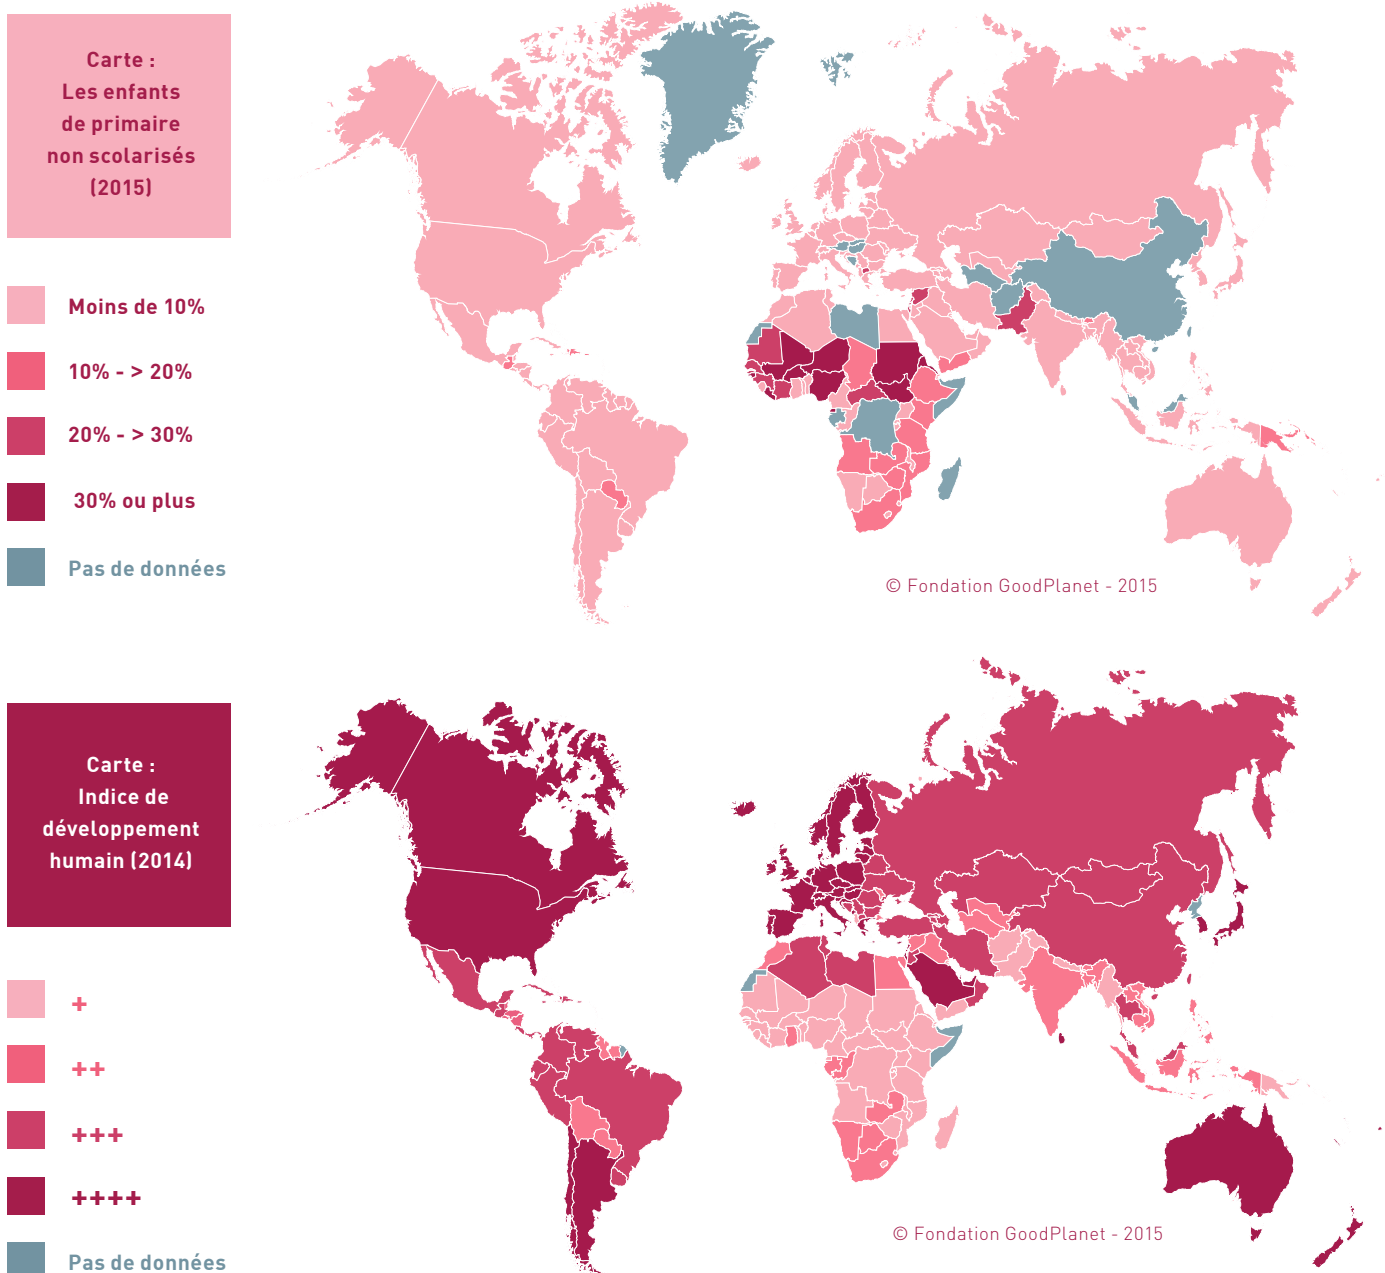 Carte :
Les enfants
de primaire
non scolarisés
(2015)
Moins de 10%
10% - > 20%
20% - > 30%
30% ou plus
Pas de données
© Fondation GoodPlanet - 2015
Carte :
Indice de
développement
humain (2014)
+
++
+++
++++
Pas de données
© Fondation GoodPlanet - 2015